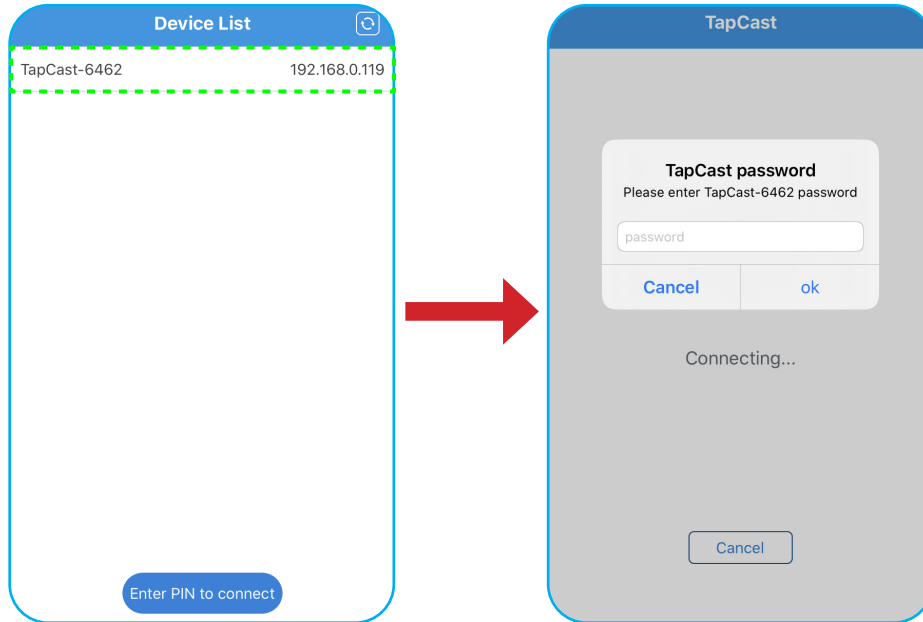 Device List
TapCast-6462 192.168.0.119
Enter PIN to connect
TapCast
TapCast password
Please enter TapCast-6462 password
password
Cancel ok
Connecting...
Cancel